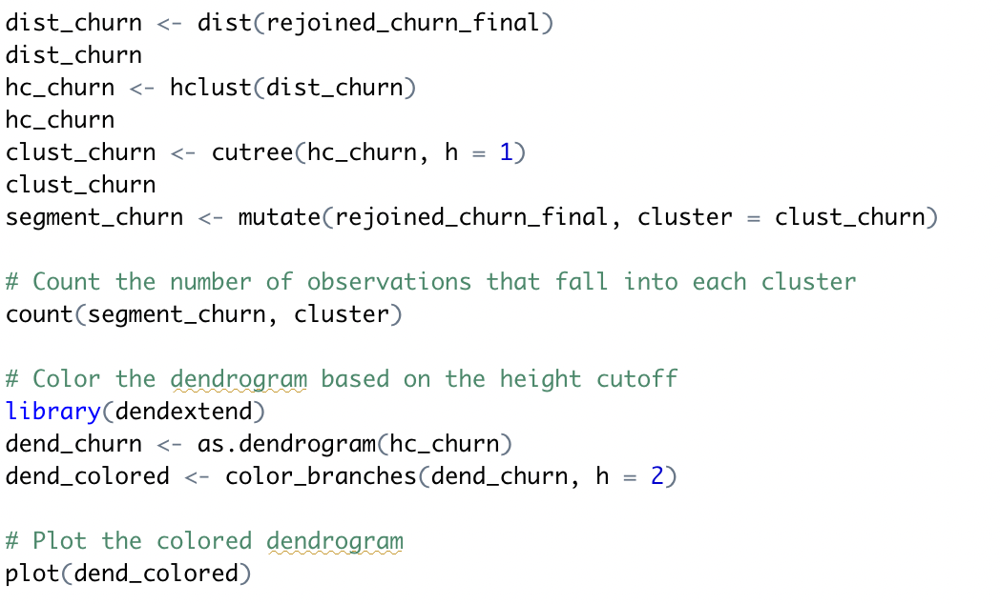 dist_churn <- dist(rejoined_churn_final)
dist_churn
hc_churn <- hclust(dist_churn)
hc_churn
clust_churn <- cutree(hc_churn, h = 1)
clust_churn
segment_churn <- mutate(rejoined_churn_final, cluster = clust_churn)
# Count the number of observations that fall into each cluster
count(segment_churn, cluster)
# Color the dendrogram based on the height cutoff
library(dendextend)
dend_churn <- as.dendrogram(hc_churn)
dend_colored <- color_branches(dend_churn, h = 2)
# Plot the colored dendrogram
plot(dend_colored)